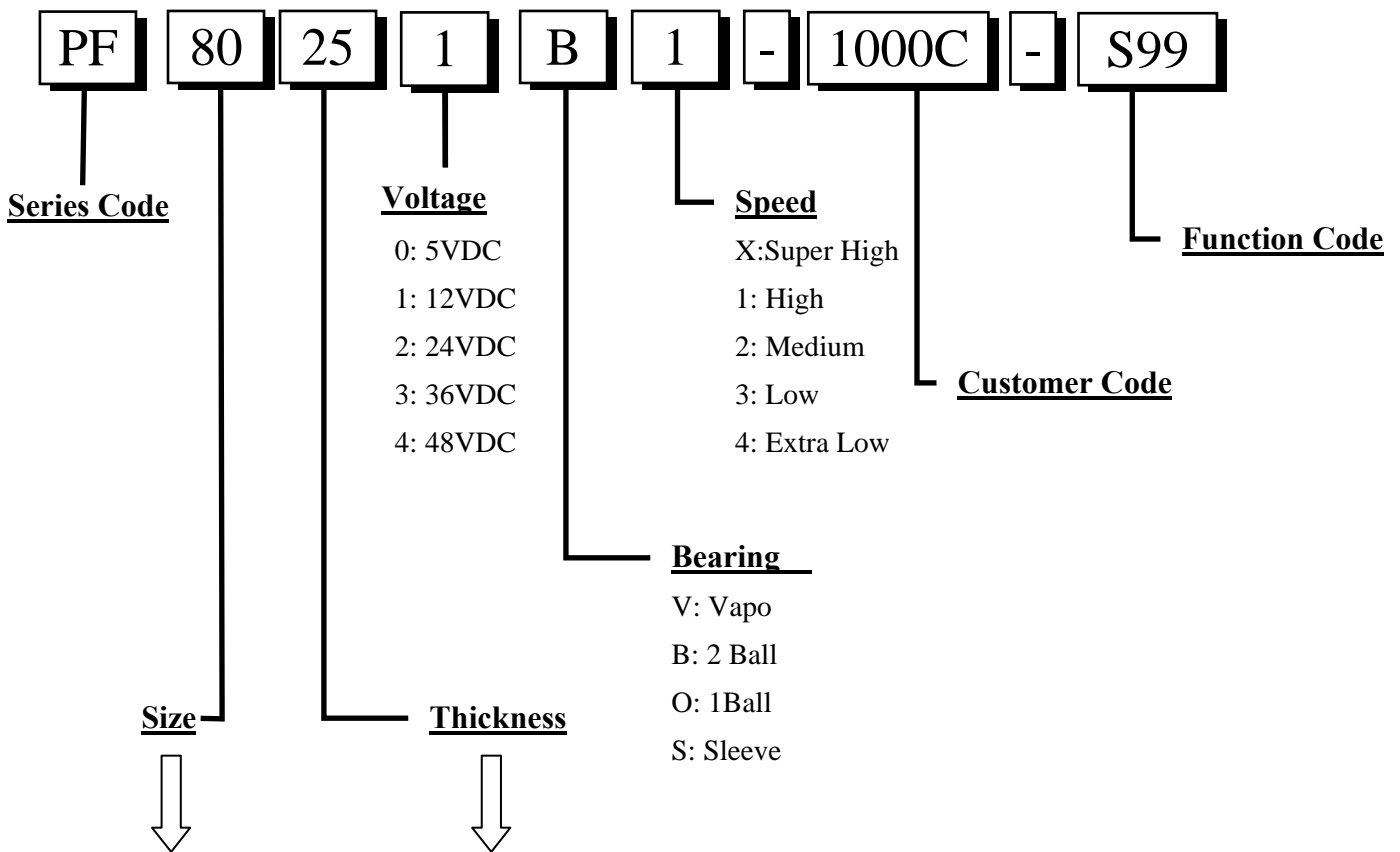 PF 80 25 1 B 1 - 1000C - S99
Series Code
Voltage
0: 5VDC
1: 12VDC
2: 24VDC
3: 36VDC
4: 48VDC
Speed
X:Super High
1: High
2: Medium
3: Low
4: Extra Low
Function Code
Customer Code
Bearing
V: Vapo
B: 2 Ball
O: 1Ball
S: Sleeve
Size
Thickness